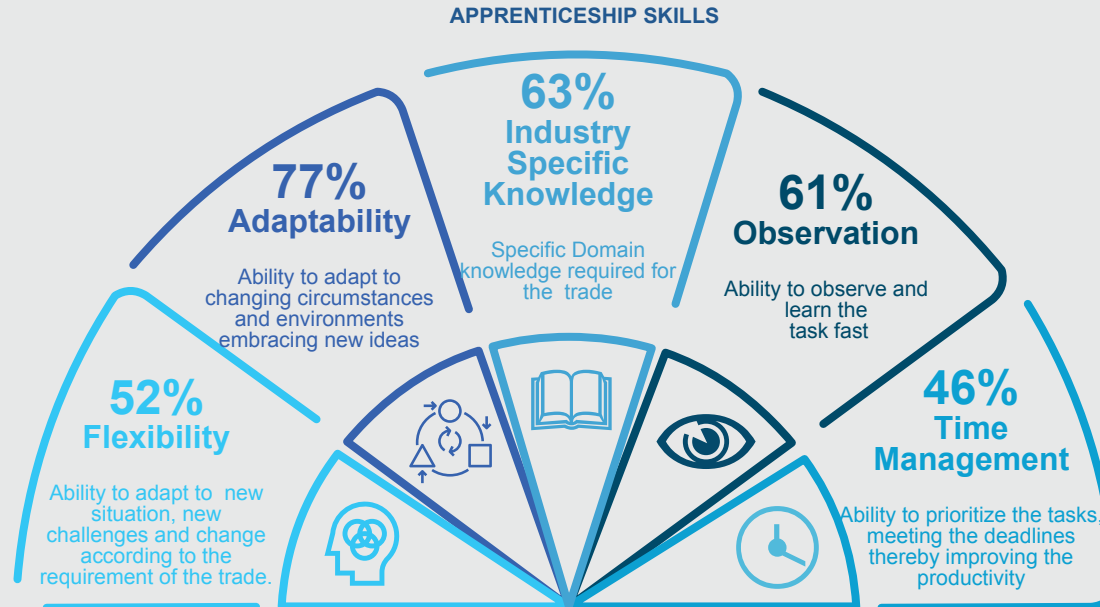 APPRENTICESHIP SKILLS
52%
Flexibility
Ability to adapt to new
situation, new
challenges and change
according to the
requirement of the trade.
77%
Adaptability
Ability to adapt to
changing circumstances
and environments
embracing new ideas
63%
Industry
Specific
Knowledge
Specific Domain
knowledge required for
the trade
61%
Observation
Ability to observe and
learn the
task fast
46%
Time
Management
Ability to prioritize the tasks,
meeting the deadlines
thereby improving the
productivity